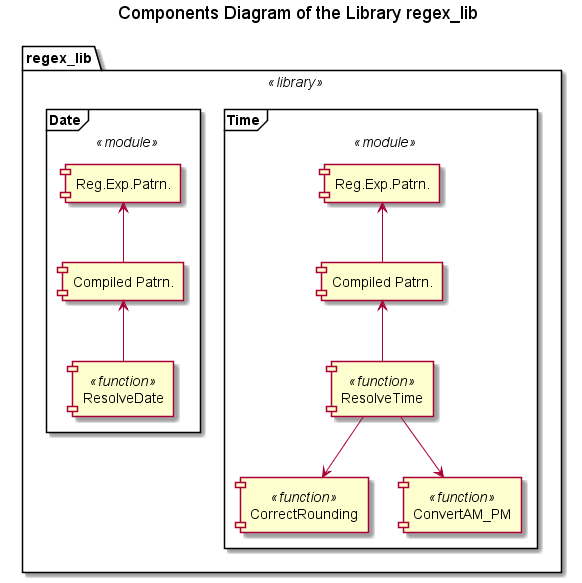 Components Diagram of the Library regex_lib
regex_lib
«library»
Date
«module»
Reg.Exp.Patrn.
Compiled Patrn.
«function»
ResolveDate
Time
«module»
Reg.Exp.Patrn.
Compiled Patrn.
«function»
ResolveTime
«function»
CorrectRounding
«function»
ConvertAM_PM